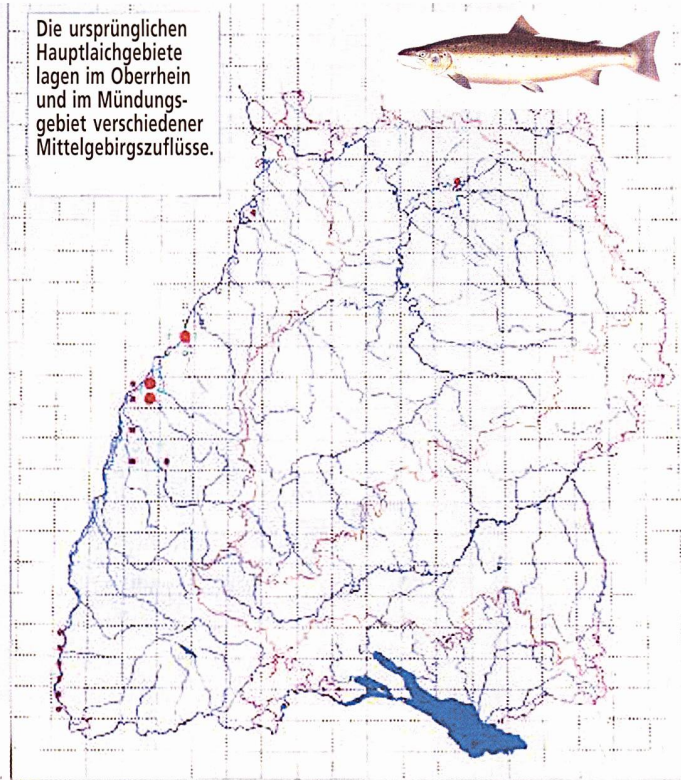 Die ursprünglichen
Hauptlaichgebiete
lagen im Oberrhein
und im Mündungs-
gebiet verschiedener
Mittelgebirgszuflüsse.